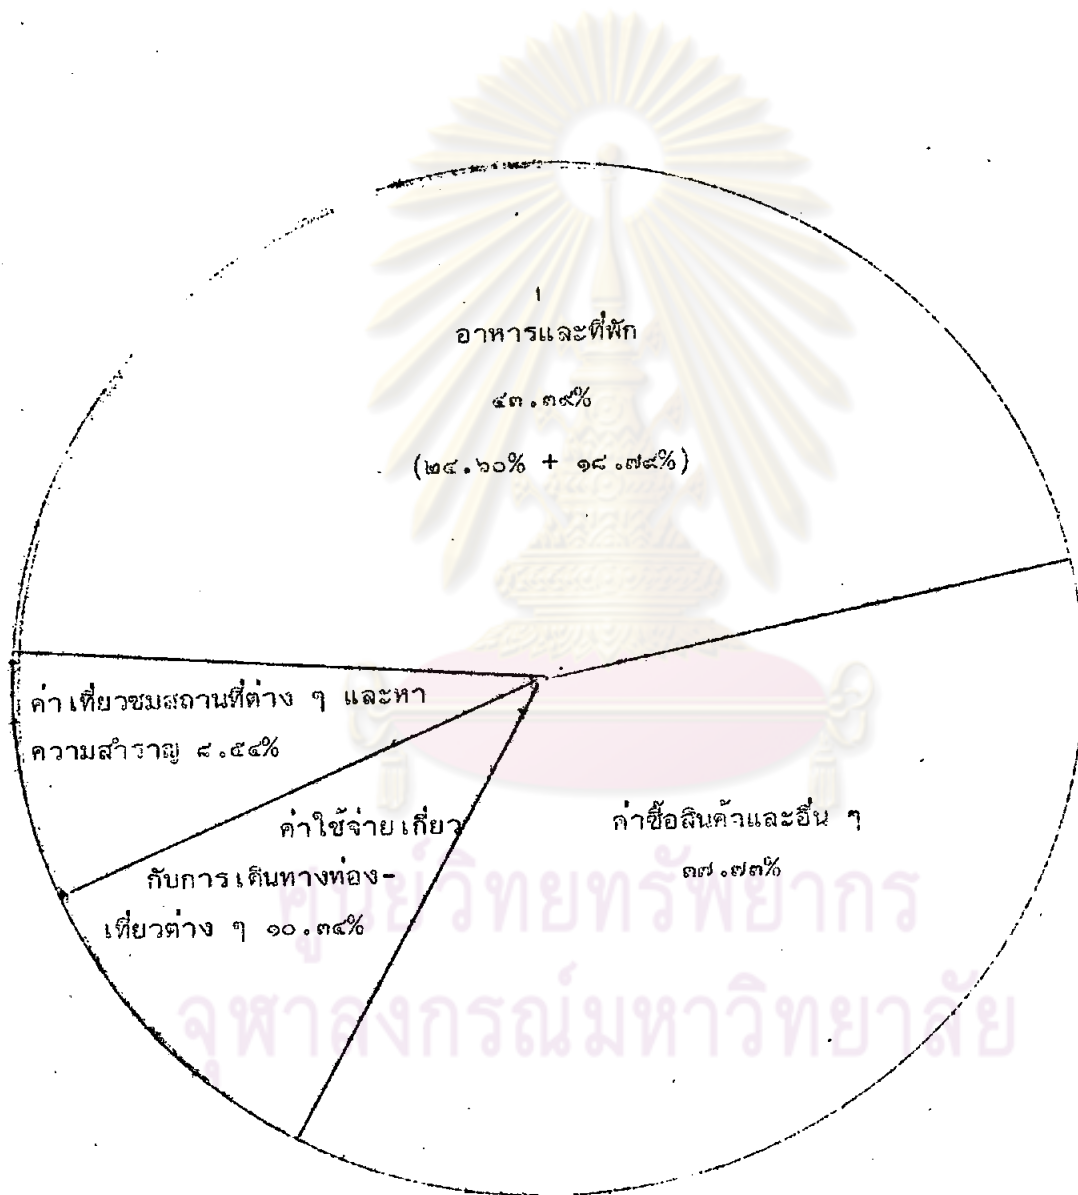 อาหารและที่พัก
๔๓.๓๙%
(๒๔.๖๐% + ๑๘.๗๙%)
ค่าเที่ยวชมสถานที่ต่าง ๆ และหา
ความสำราญ ๘.๕๔%
ค่าใช้จ่ายเกี่ยว
กับการเดินทางท่อง-
เที่ยวต่าง ๆ ๑๐.๓๔%
ค่าซื้อสินค้าและอื่น ๆ
๓๗.๗๓%
ศูนย์วิทยทรัพยากร
จุฬาลงกรณ์มหาวิทยาลัย